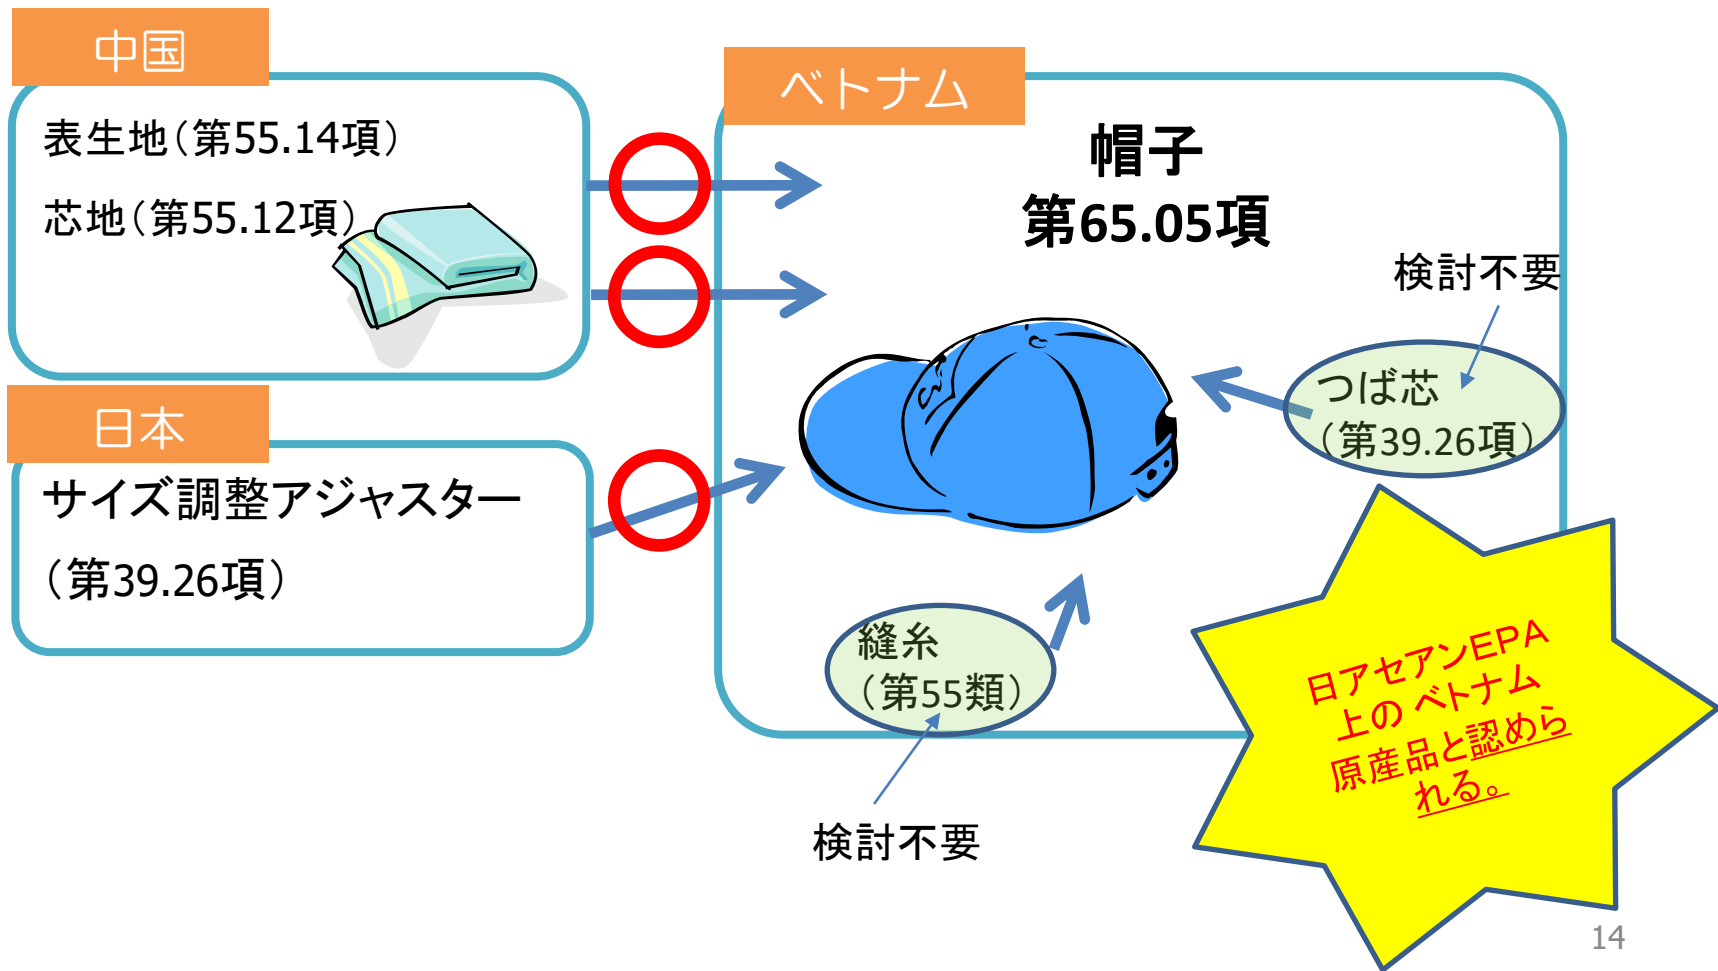 中国
表生地（第55.14項）
芯地（第55.12項）
日本
サイズ調整アジャスター
（第39.26項）
ベトナム
帽子
第65.05項
検討不要
つば芯
（第39.26項）
縫糸
（第55類）
検討不要
日アセアンEPA
上の ベトナム
原産品と認めら
れる。
14